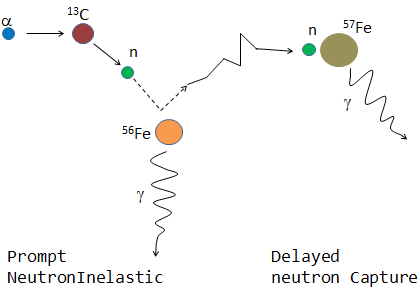 α
¹³C
n
⁵⁶Fe
γ
n
⁵⁷Fe
γ
Prompt
NeutronInelastic
Delayed
neutron Capture